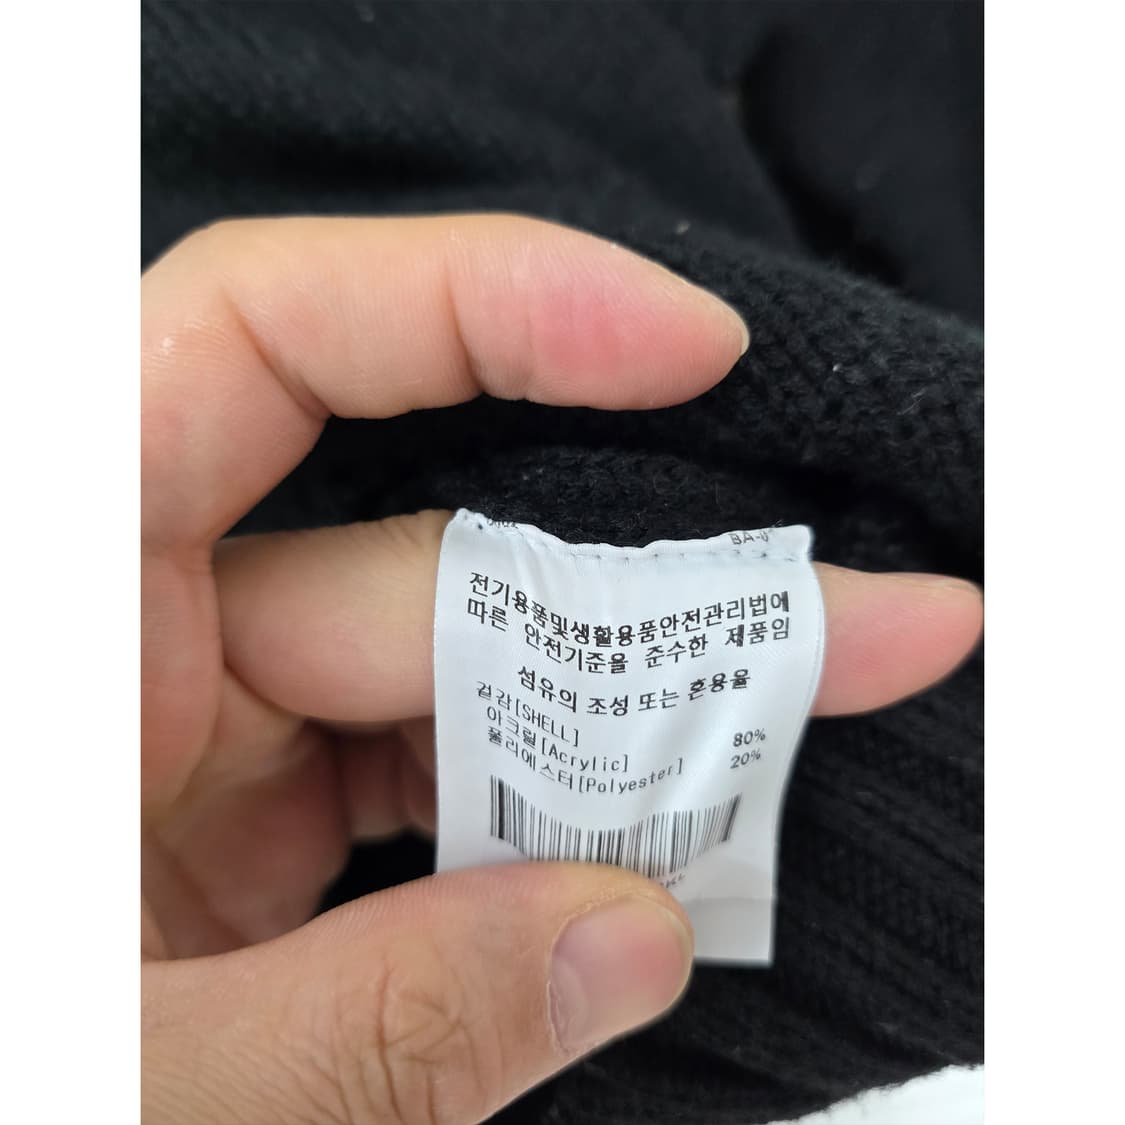 BA-0
전기용품및생활용품안전관리법에
따른 안전기준을 준수한 제품임
섬유의 조성 또는 혼용율
겉감[SHELL]
아크릴[Acrylic] 80%
폴리에스터[Polyester] 20%